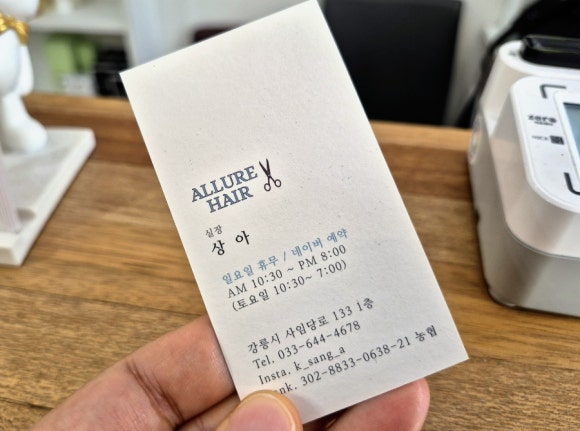 ALLURE
HAIR
실장
상 아
일요일 휴무 / 네이버 예약
AM 10:30 ~ PM 8:00
(토요일 10:30~ 7:00)
강릉시 사임당로 133 1층
Tel. 033-644-4678
Insta. k_sang_a
nk. 302-8833-0638-21 농협